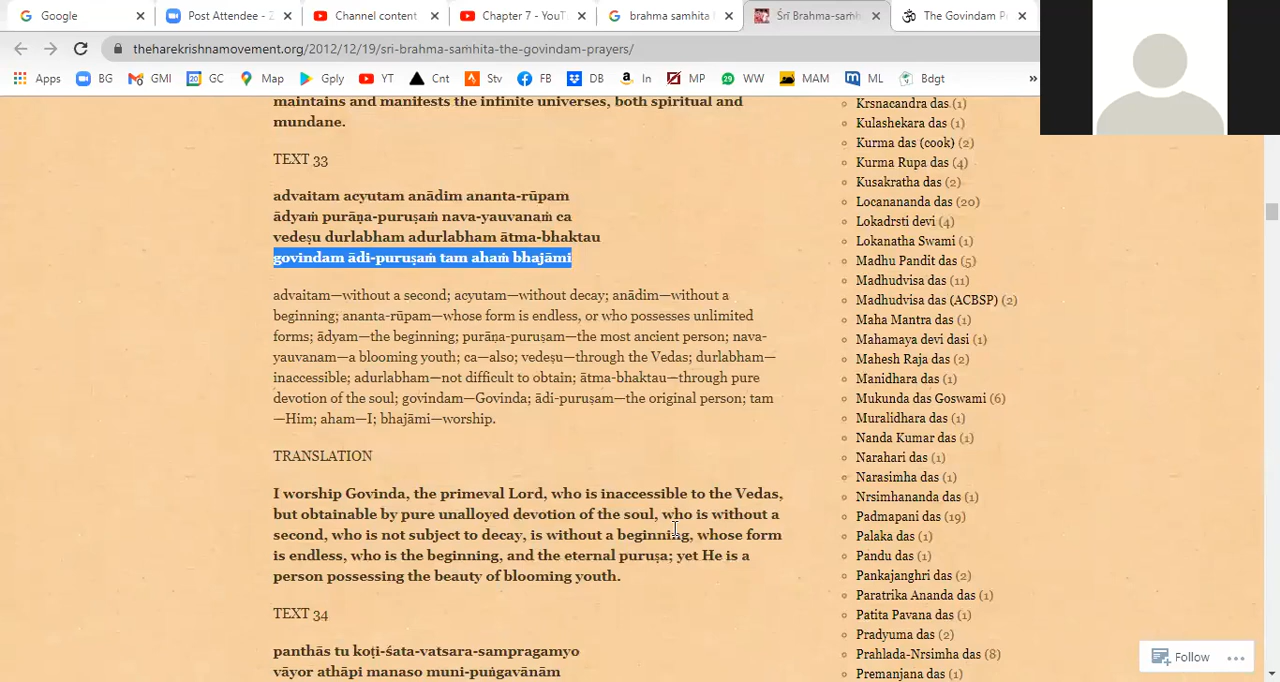 Google
Post Attendee - Z
Channel content
Chapter 7 - YouT
brahma samhita
Śrī Brahma-saṁh
The Govindam P
theharekrishnamovement.org/2012/12/19/sri-brahma-samhita-the-govindam-prayers/
Apps BG GMI GC Map Gply YT Cnt Stv FB DB In MP WW MAM ML Bdgt »
maintains and manifests the infinite universes, both spiritual and
mundane.
TEXT 33
advaitam acyutam anādim ananta-rūpam
ādyaṁ purāṇa-puruṣaṁ nava-yauvanaṁ ca
vedeṣu durlabham adurlabham ātma-bhaktau
govindam ādi-puruṣaṁ tam ahaṁ bhajāmi
advaitam—without a second; acyutam—without decay; anādim—without a
beginning; ananta-rūpam—whose form is endless, or who possesses unlimited
forms; ādyam—the beginning; purāṇa-puruṣam—the most ancient person; nava-
yauvanam—a blooming youth; ca—also; vedeṣu—through the Vedas; durlabham—
inaccessible; adurlabham—not difficult to obtain; ātma-bhaktau—through pure
devotion of the soul; govindam—Govinda; ādi-puruṣam—the original person; tam
—Him; aham—I; bhajāmi—worship.
TRANSLATION
I worship Govinda, the primeval Lord, who is inaccessible to the Vedas,
but obtainable by pure unalloyed devotion of the soul, who is without a
second, who is not subject to decay, is without a beginning, whose form
is endless, who is the beginning, and the eternal puruṣa; yet He is a
person possessing the beauty of blooming youth.
TEXT 34
panthās tu koṭi-śata-vatsara-sampragamyo
vāyor athāpi manaso muni-puṅgavānām
Krsnacandra das (1)
Kulashekara das (1)
Kurma das (cook) (2)
Kurma Rupa das (4)
Kusakratha das (2)
Locanananda das (20)
Lokadrsti devi (4)
Lokanatha Swami (1)
Madhu Pandit das (5)
Madhudvisa das (11)
Madhudvisa das (ACBSP) (2)
Maha Mantra das (1)
Mahamaya devi dasi (1)
Mahesh Raja das (2)
Manidhara das (1)
Mukunda das Goswami (6)
Muralidhara das (1)
Nanda Kumar das (1)
Narahari das (1)
Narasimha das (1)
Nrsimhananda das (1)
Padmapani das (19)
Palaka das (1)
Pandu das (1)
Pankajanghri das (2)
Paratrika Ananda das (1)
Patita Pavana das (1)
Pradyuma das (2)
Prahlada-Nrsimha das (8)
Premanjana das (1)
Follow